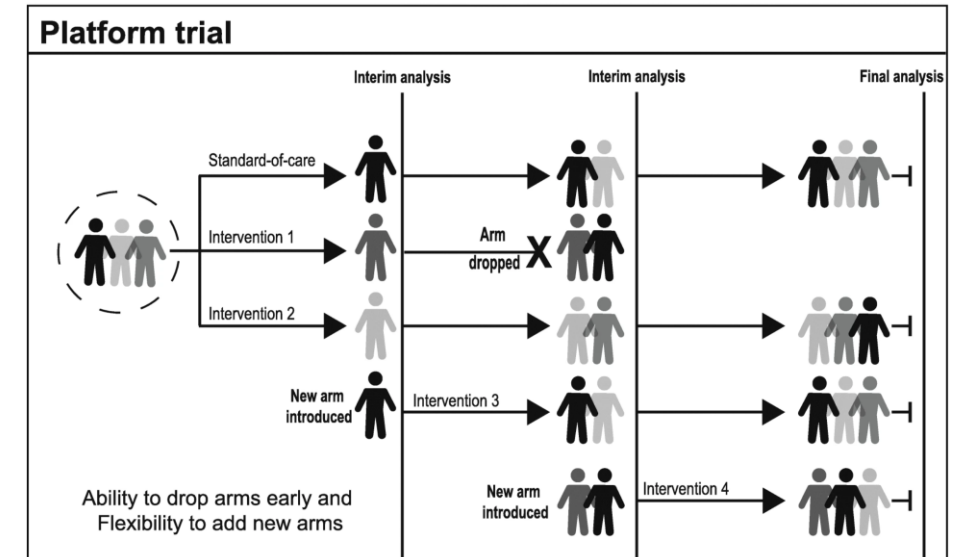 Platform trial
Interim analysis
Interim analysis
Final analysis
Standard-of-care
Intervention 1
Arm
dropped
X
Intervention 2
New arm
introduced
Intervention 3
New arm
introduced
Intervention 4
Ability to drop arms early and
Flexibility to add new arms